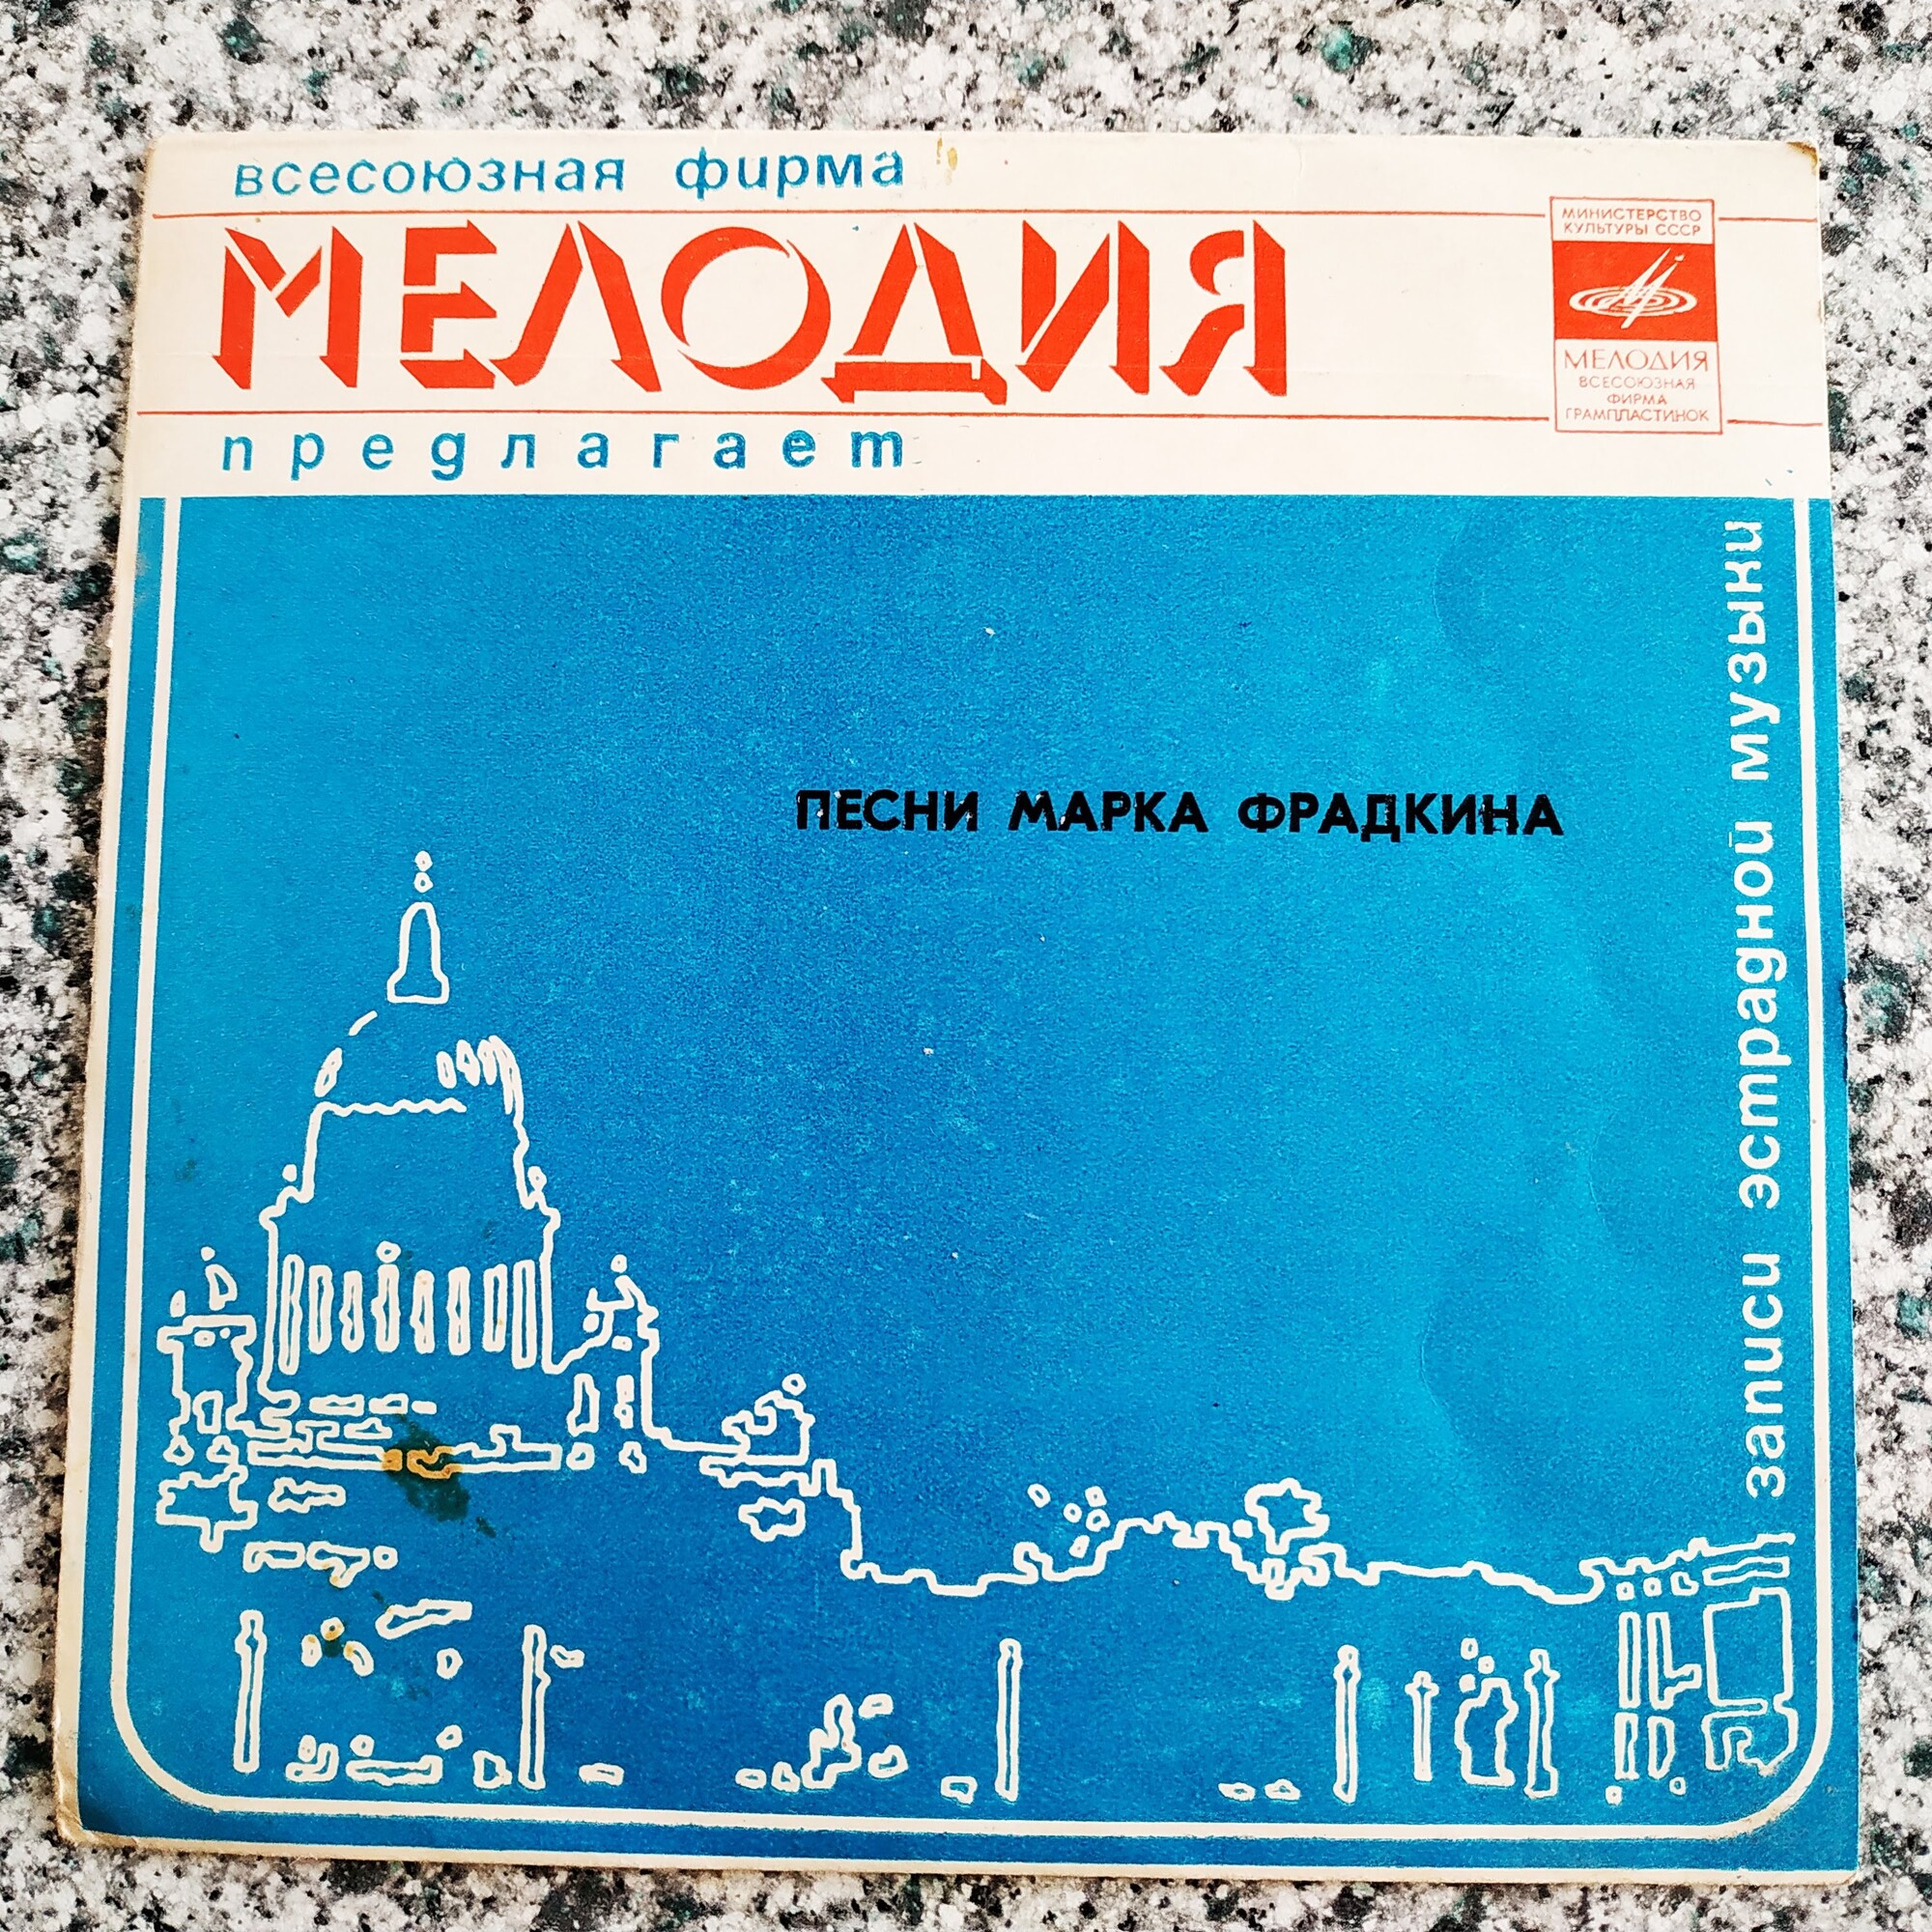 всесоюзная фирма
МЕЛОДИЯ
предлагает
МИНИСТЕРСТВО
КУЛЬТУРЫ СССР
МЕЛОДИЯ
ВСЕСОЮЗНАЯ
ФИРМА
ГРАМПЛАСТИНОК
ПЕСНИ МАРКА ФРАДКИНА
записи эстрадной музыки